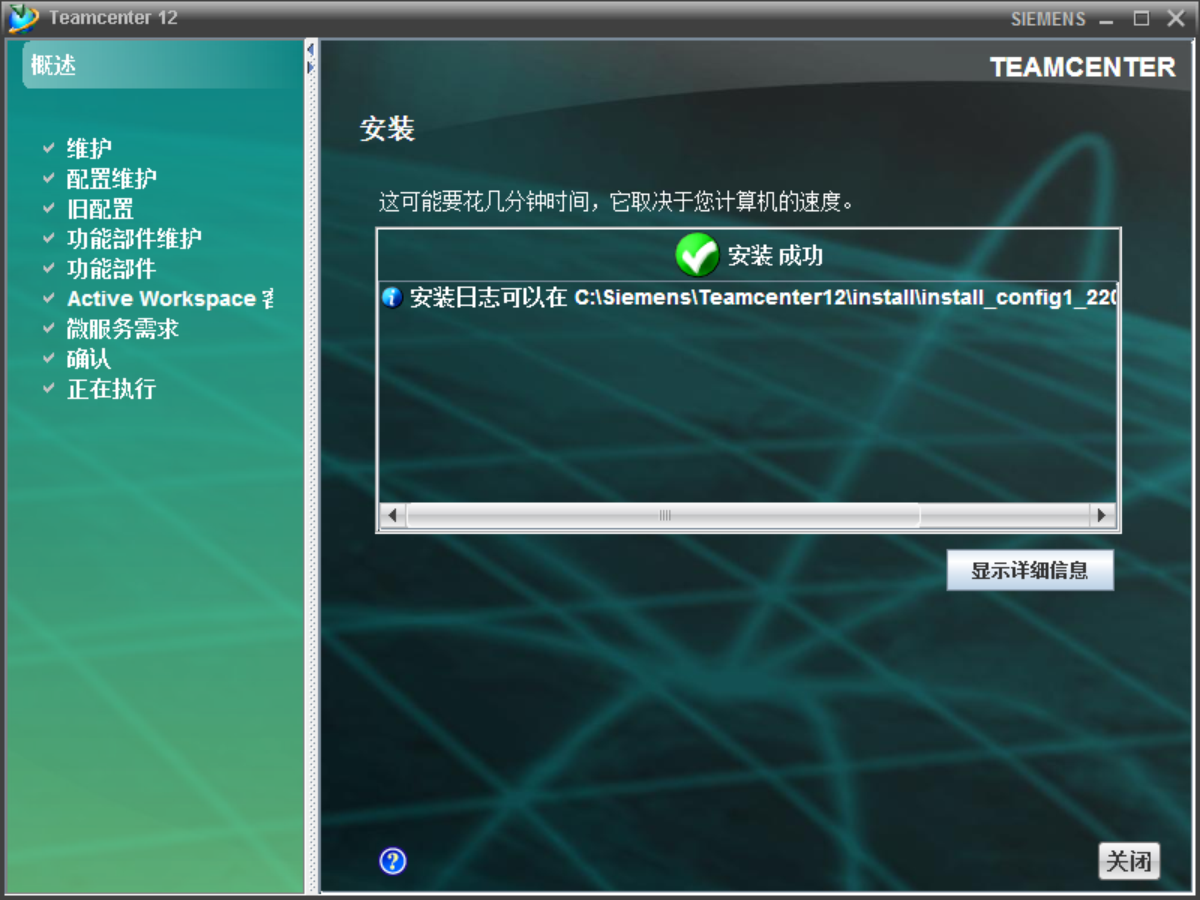 Teamcenter 12
SIEMENS
概述
维护
配置维护
旧配置
功能部件维护
功能部件
Active Workspace
微服务需求
确认
正在执行
TEAMCENTER
安装
这可能要花几分钟时间，它取决于您计算机的速度。
安装 成功
安装日志可以在 C:\Siemens\Teamcenter12\install\install_config1_220
显示详细信息
?
关闭